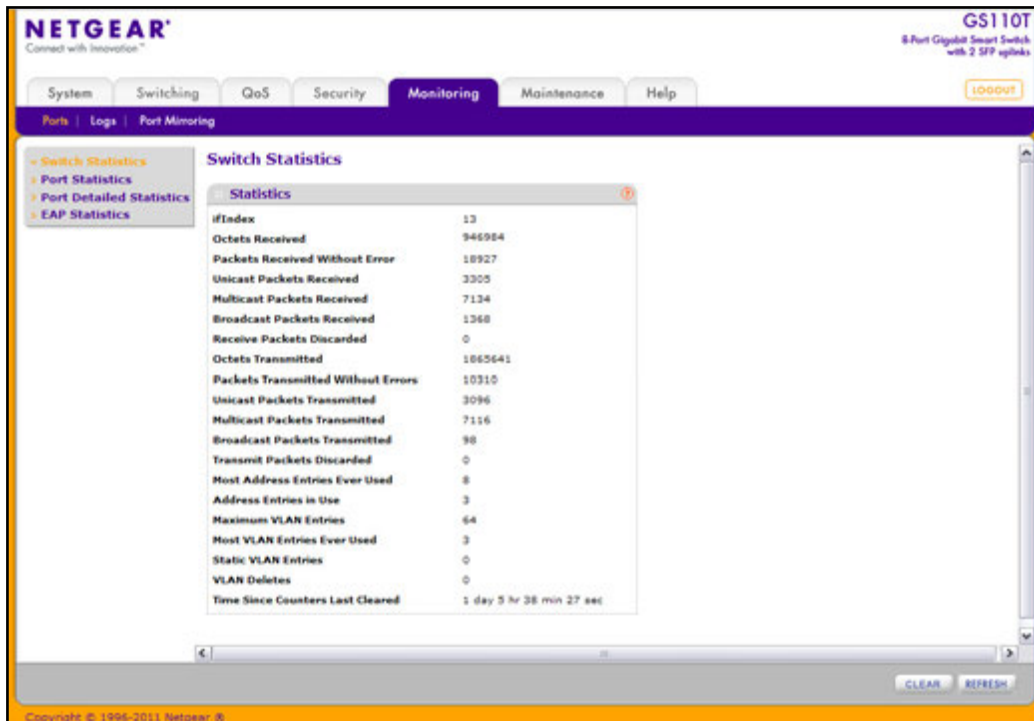 NETGEAR®
Connect with Innovation™
GS110T
8-Port Gigabit Smart Switch
with 2 SFP uplinks
System Switching QoS Security Monitoring Maintenance Help
LOGOUT
Ports | Logs | Port Mirroring
Switch Statistics
Port Statistics
Port Detailed Statistics
EAP Statistics
Switch Statistics
Statistics ?
ifIndex 13
Octets Received 946984
Packets Received Without Error 18927
Unicast Packets Received 3305
Multicast Packets Received 7134
Broadcast Packets Received 1368
Receive Packets Discarded 0
Octets Transmitted 1865641
Packets Transmitted Without Errors 10310
Unicast Packets Transmitted 3096
Multicast Packets Transmitted 7116
Broadcast Packets Transmitted 98
Transmit Packets Discarded 0
Most Address Entries Ever Used 8
Address Entries in Use 3
Maximum VLAN Entries 64
Most VLAN Entries Ever Used 3
Static VLAN Entries 0
VLAN Deletes 0
Time Since Counters Last Cleared 1 day 5 hr 38 min 27 sec
CLEAR REFRESH
Copyright © 1996-2011 Netgear ®